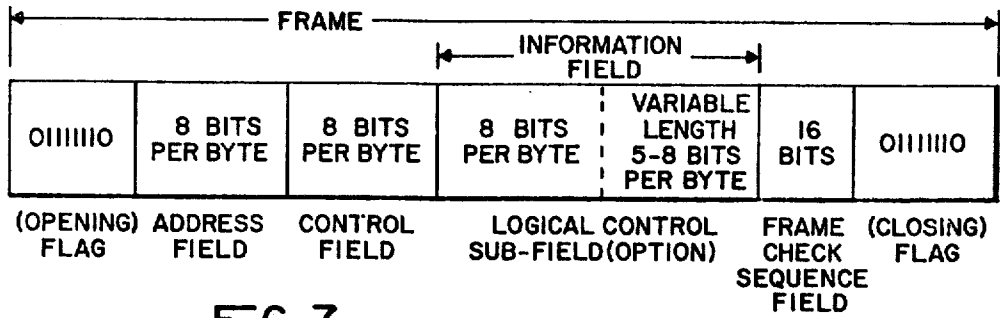 FRAME
INFORMATION
FIELD
01111110
8 BITS
PER BYTE
8 BITS
PER BYTE
8 BITS
PER BYTE
VARIABLE
LENGTH
5-8 BITS
PER BYTE
16
BITS
01111110
(OPENING)
FLAG
ADDRESS
FIELD
CONTROL
FIELD
LOGICAL CONTROL
SUB-FIELD (OPTION)
FRAME
CHECK
SEQUENCE
FIELD
(CLOSING)
FLAG
FIG